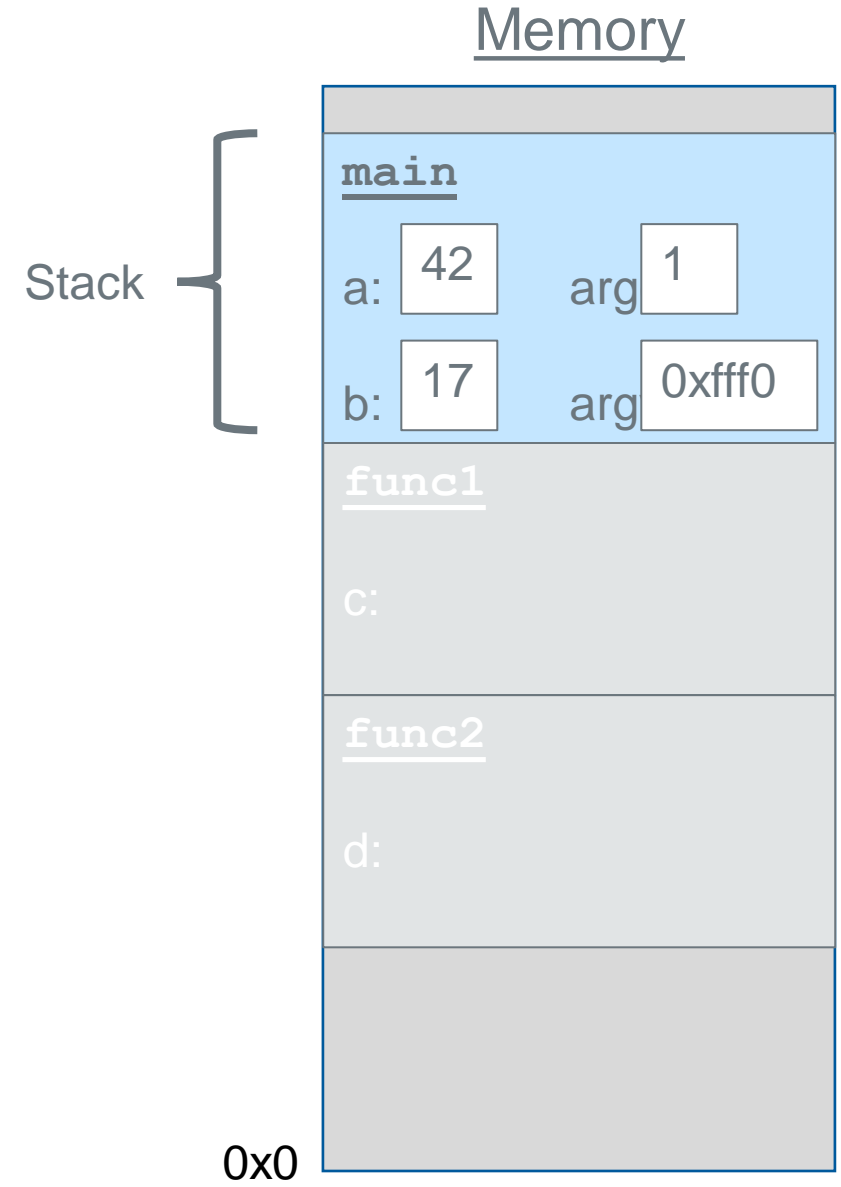 Memory
main
Stack
a: 42 arg 1
b: 17 arg 0xfff0
func1
c:
func2
d:
0x0